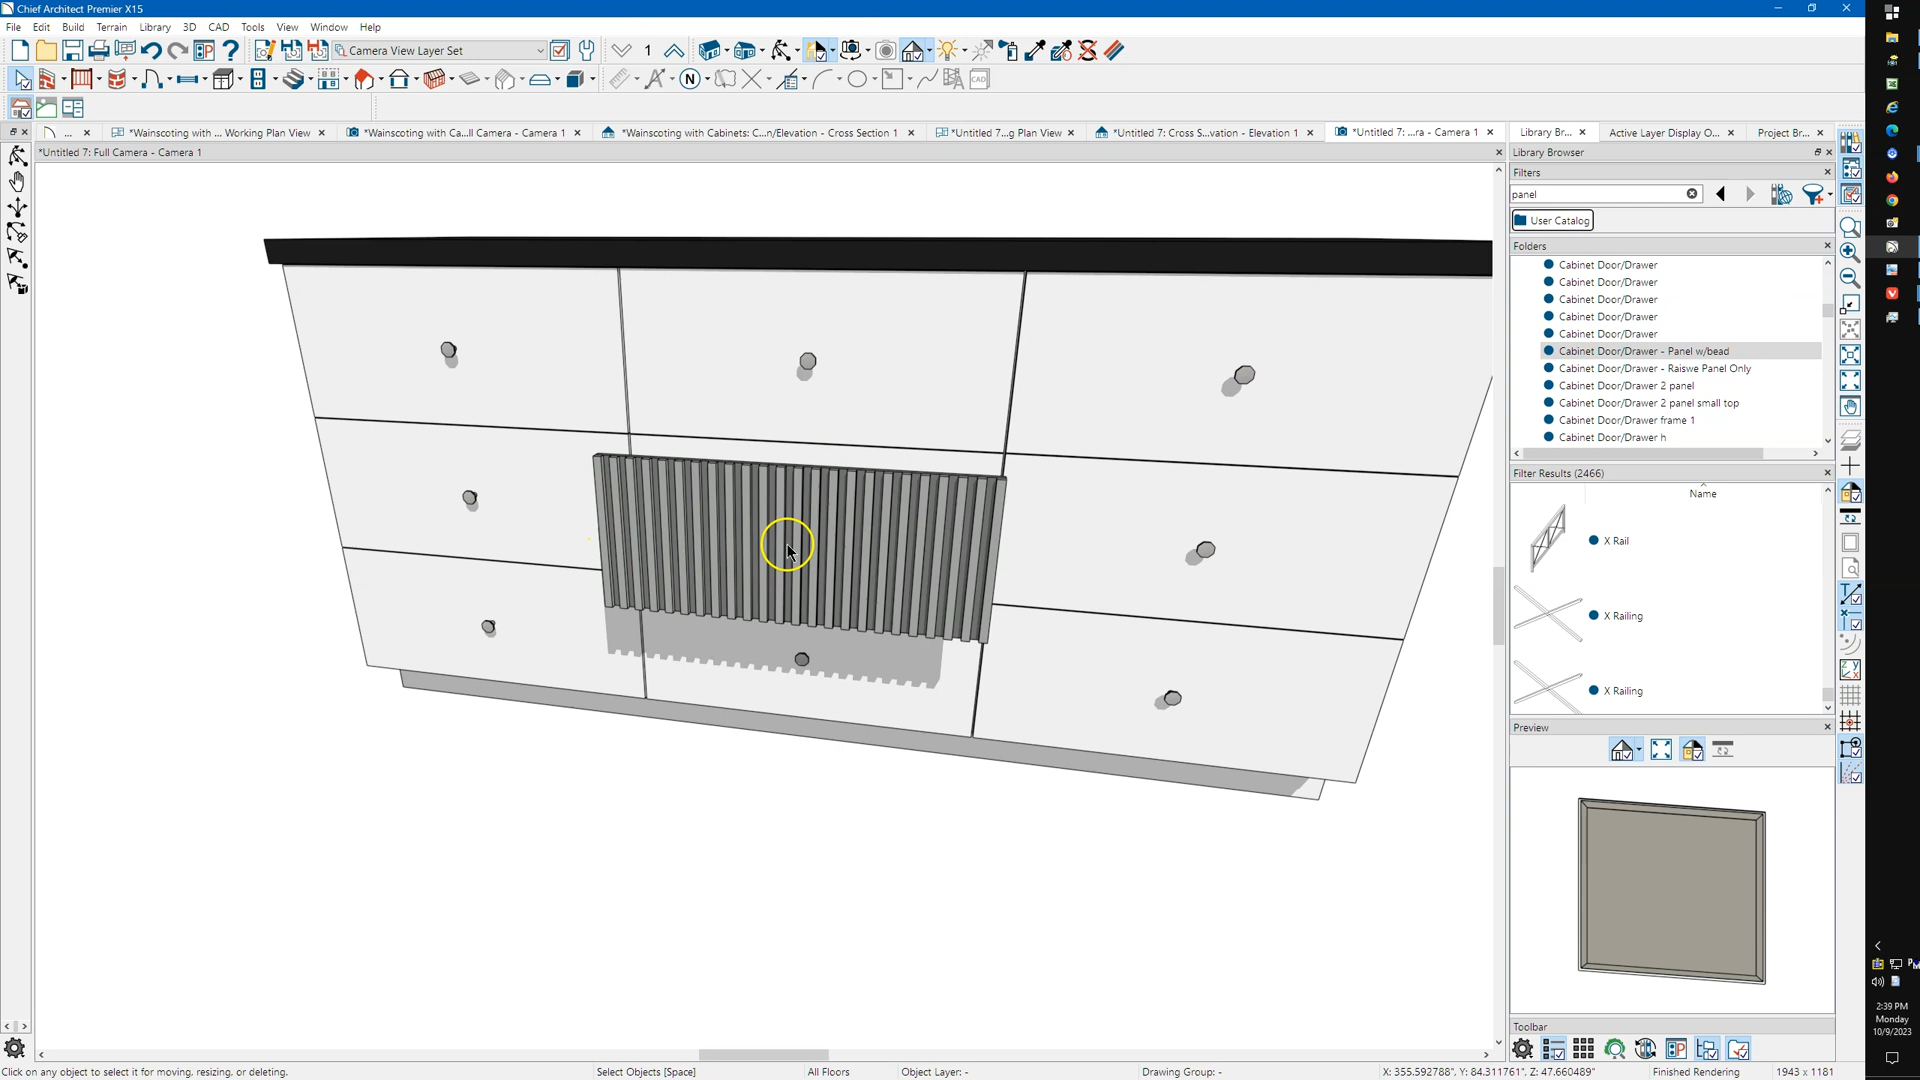 Chief Architect Premier X15
File Edit Build Terrain Library 3D CAD Tools View Window Help
Camera View Layer Set
1
N
CAD
... *Wainscoting with ... Working Plan View *Wainscoting with Ca...ll Camera - Camera 1 *Wainscoting with Cabinets: C...n/Elevation - Cross Section 1 *Untitled 7...g Plan View *Untitled 7: Cross S...vation - Elevation 1 *Untitled 7: ...ra - Camera 1
Library Br... Active Layer Display O... Project Br...
*Untitled 7: Full Camera - Camera 1
Library Browser
Filters
panel
User Catalog
Folders
Cabinet Door/Drawer
Cabinet Door/Drawer
Cabinet Door/Drawer
Cabinet Door/Drawer
Cabinet Door/Drawer
Cabinet Door/Drawer - Panel w/bead
Cabinet Door/Drawer - Raiswe Panel Only
Cabinet Door/Drawer 2 panel
Cabinet Door/Drawer 2 panel small top
Cabinet Door/Drawer frame 1
Cabinet Door/Drawer h
Filter Results (2466)
Name
X Rail
X Railing
X Railing
Preview
Toolbar
Click on any object to select it for moving, resizing, or deleting.
Select Objects [Space]
All Floors
Object Layer: -
Drawing Group: -
X: 355.592788", Y: 84.311761", Z: 47.660489"
Finished Rendering
1943 x 1181
2:39 PM
Monday
10/9/2023